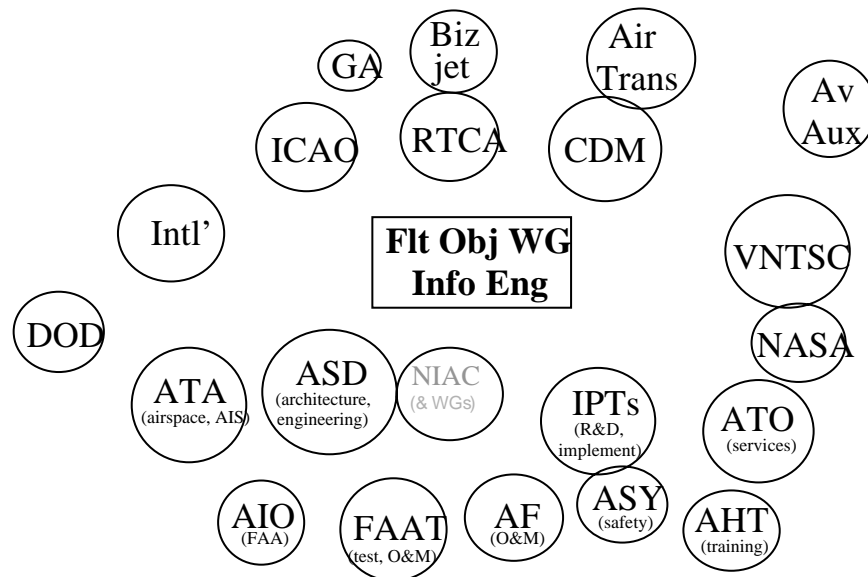 Biz
jet
Air
Trans
GA
Av
Aux
ICAO
RTCA
CDM
Intl'
Flt Obj WG
Info Eng
VNTSC
DOD
NASA
ATA
(airspace, AIS)
ASD
(architecture,
engineering)
NIAC
(& WGs)
IPTs
(R&D,
implement)
ATO
(services)
AIO
(FAA)
FAAT
(test, O&M)
AF
(O&M)
ASY
(safety)
AHT
(training)